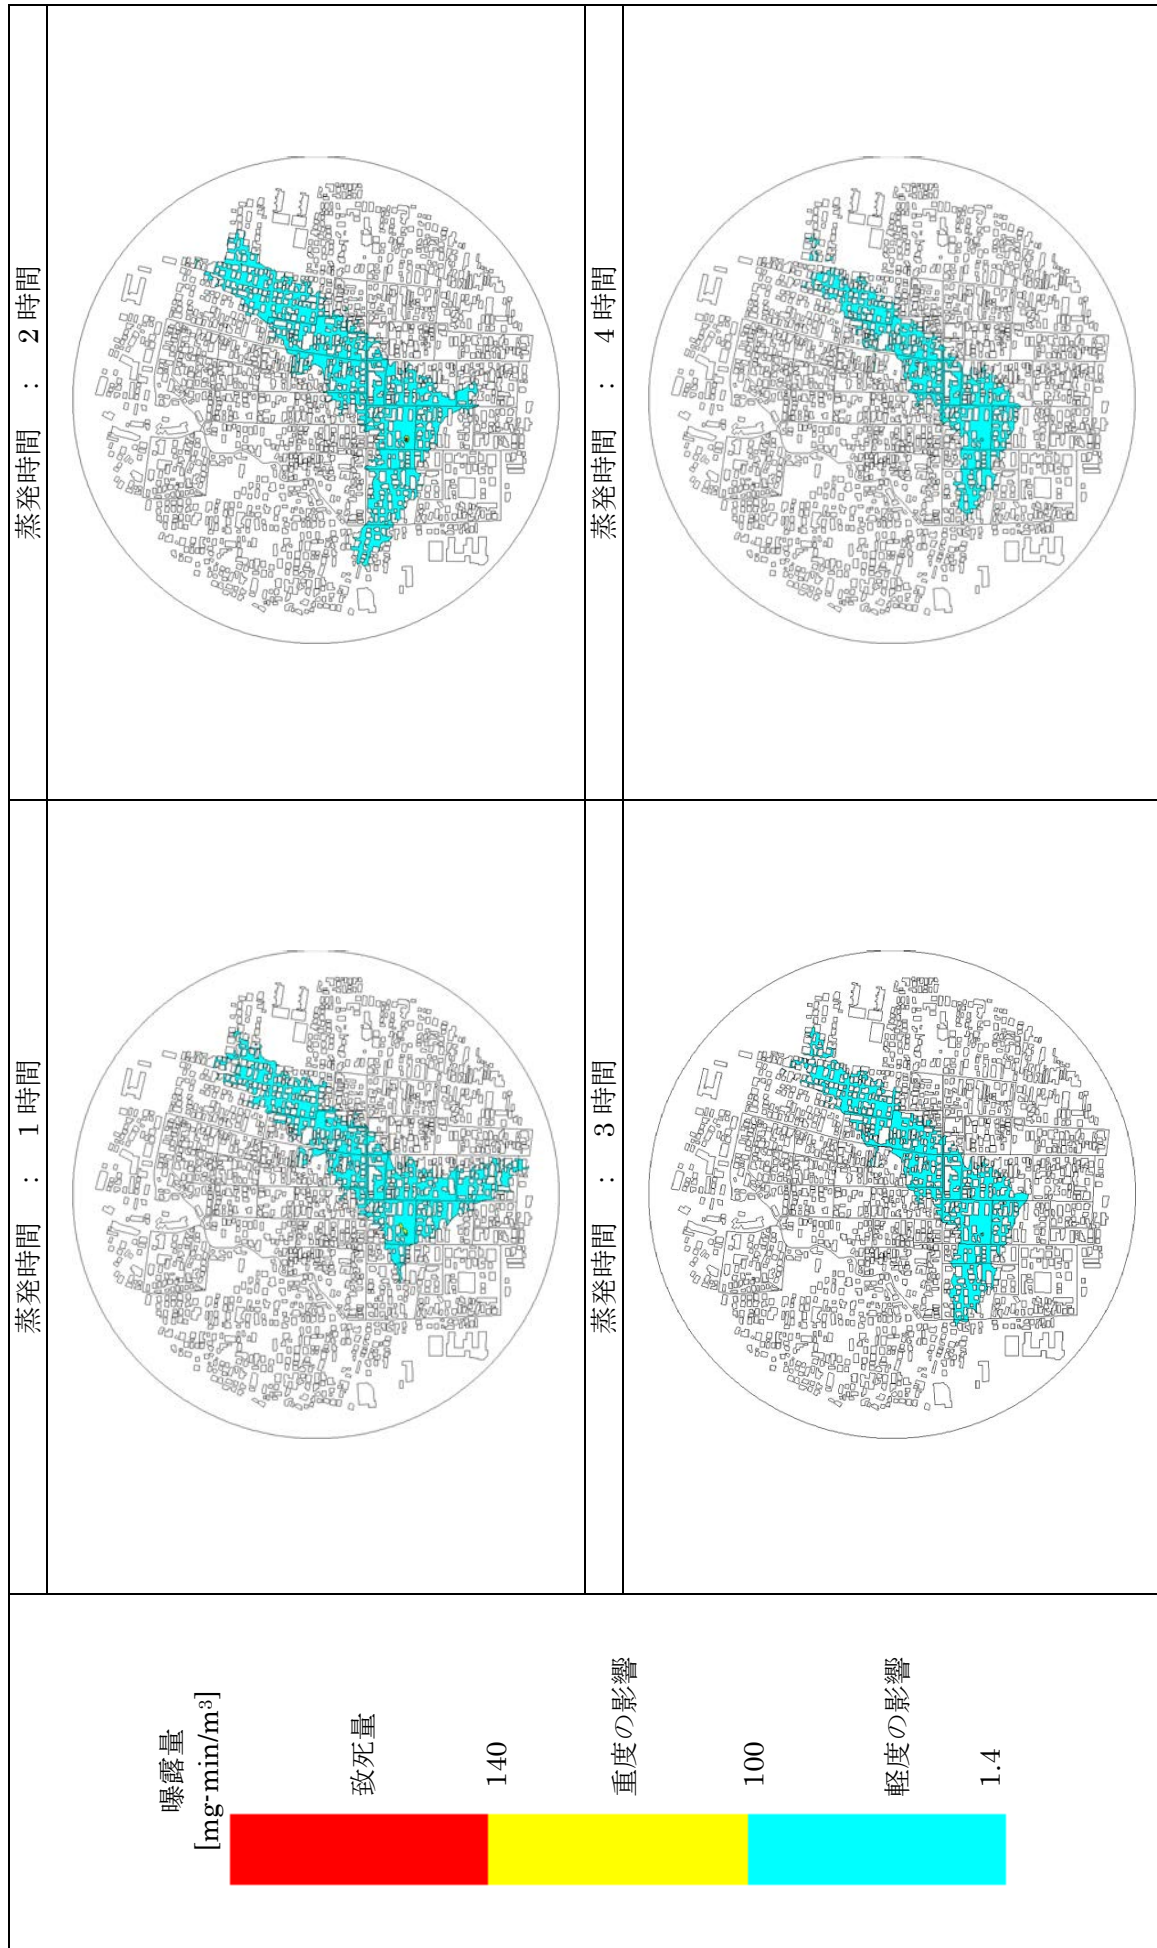 曝露量
[mg-min/m³]
致死量
140
重度の影響
100
軽度の影響
1.4
蒸発時間 : 1 時間
蒸発時間 : 2 時間
蒸発時間 : 3 時間
蒸発時間 : 4 時間